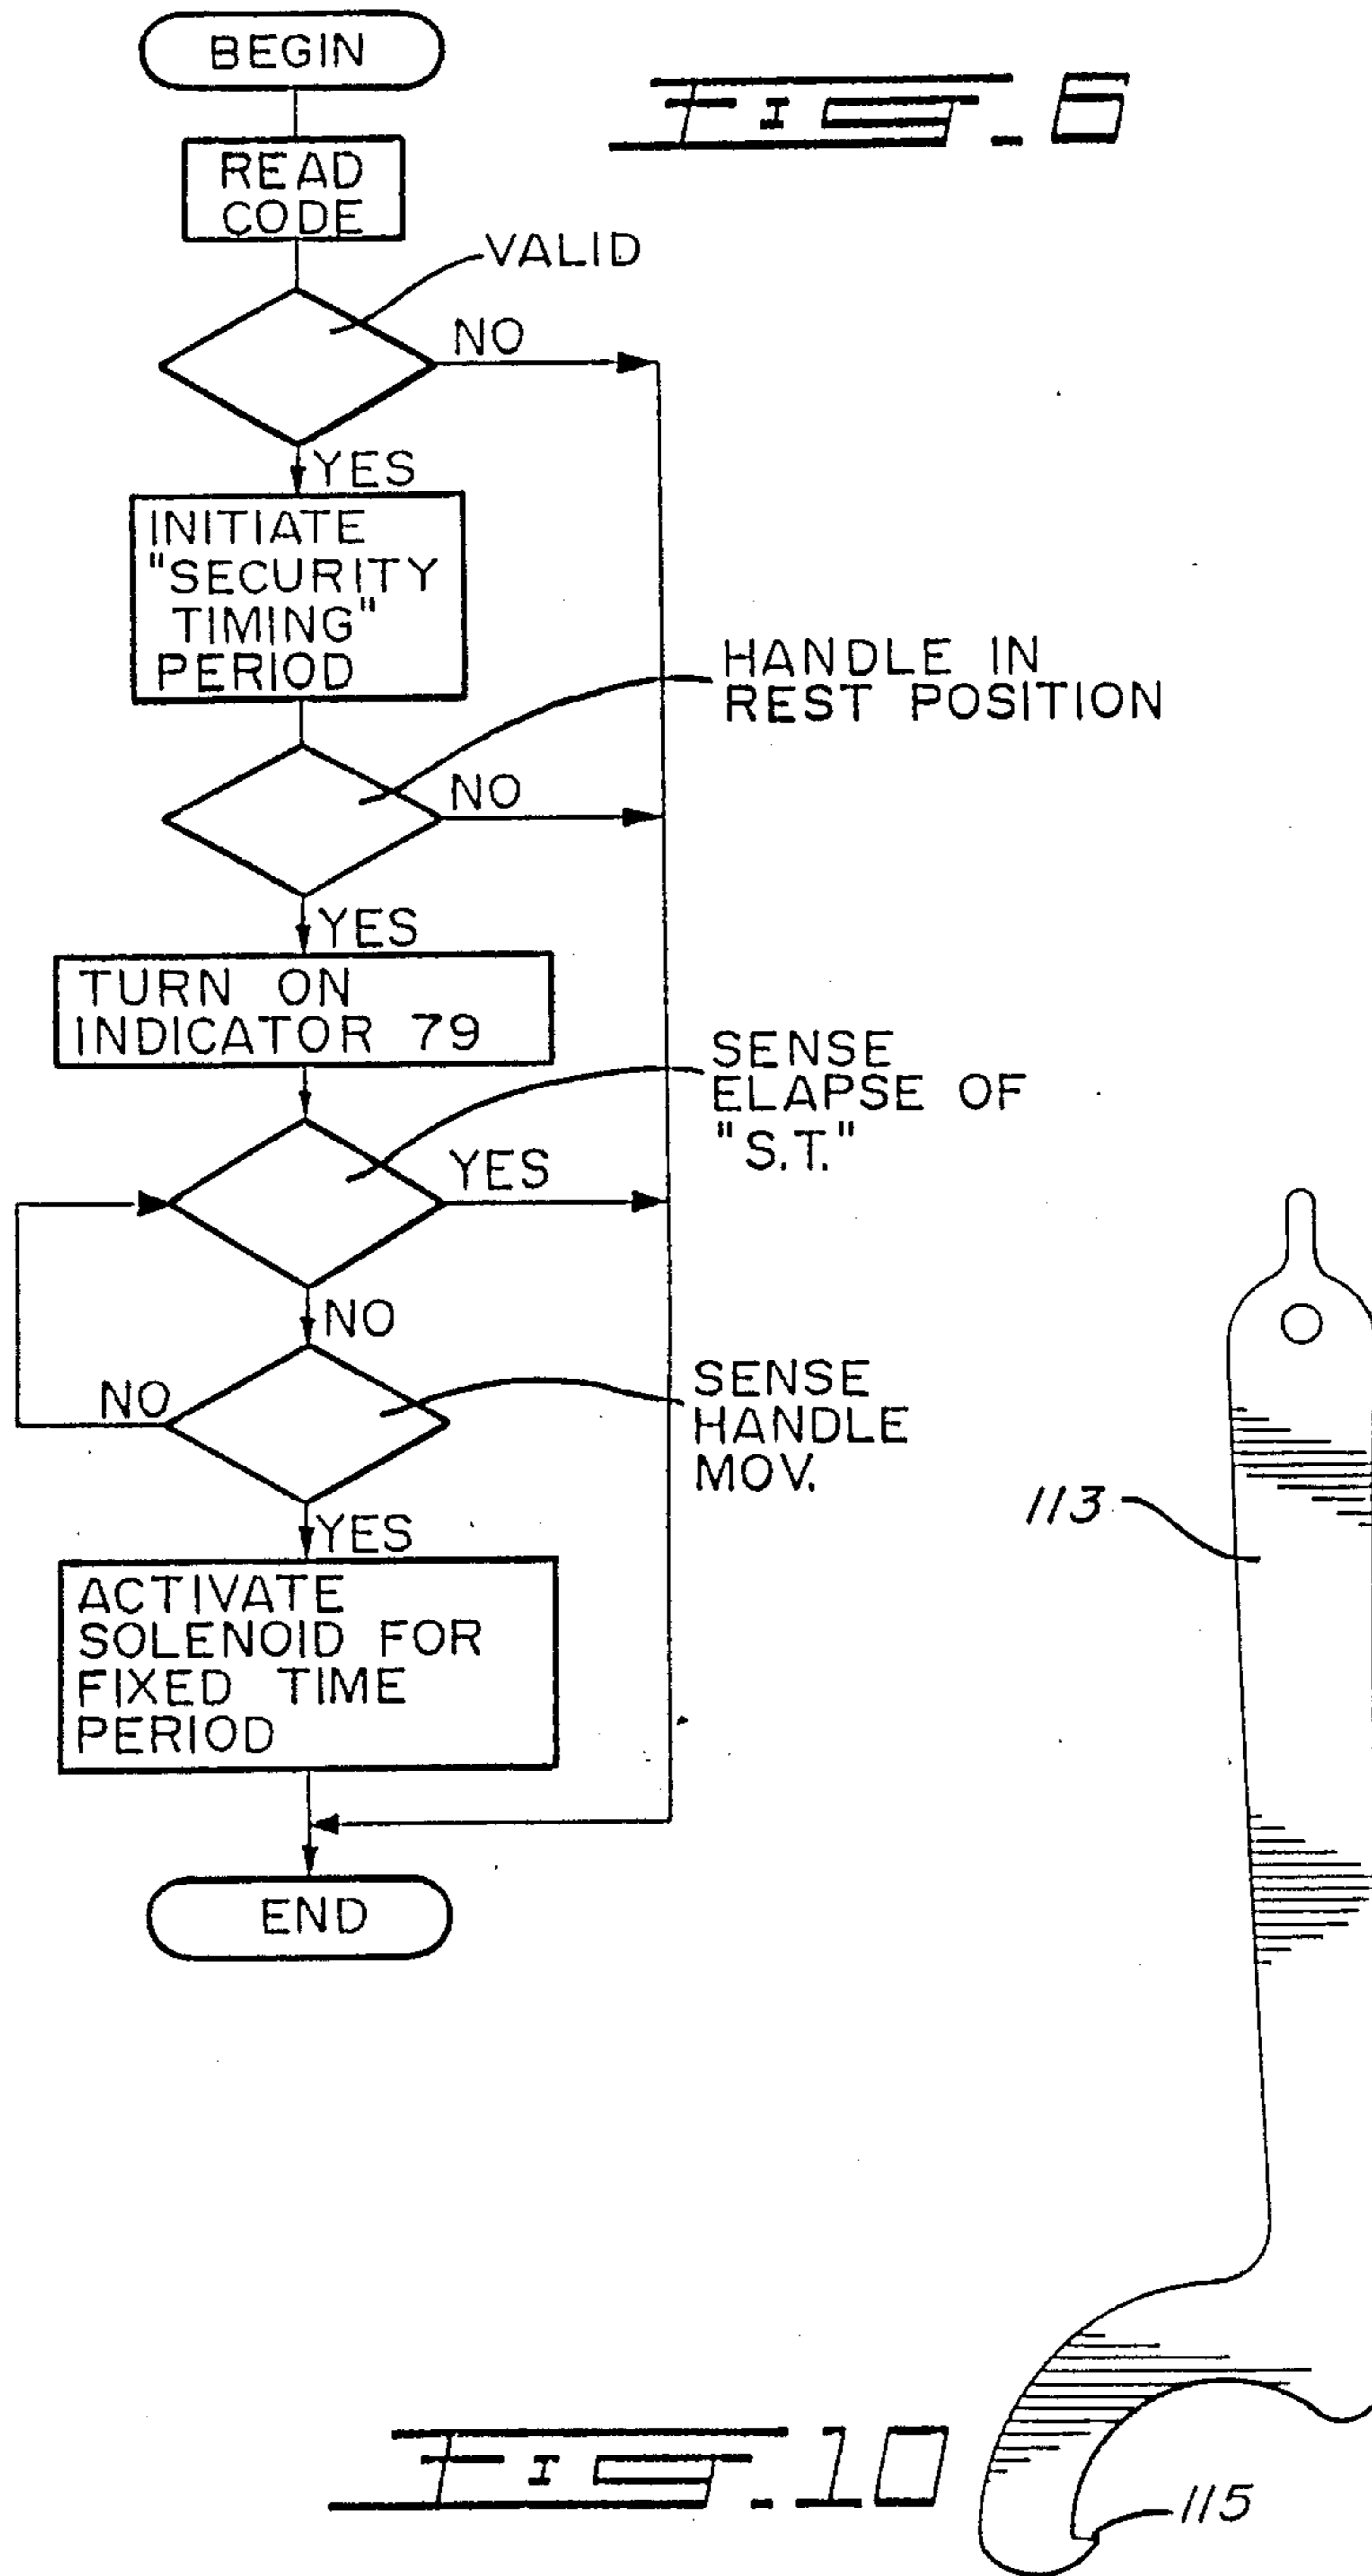 BEGIN
FIG. 6
READ
CODE
VALID
NO
YES
INITIATE
"SECURITY
TIMING"
PERIOD
HANDLE IN
REST POSITION
NO
YES
TURN ON
INDICATOR 79
SENSE
ELAPSE OF
"S.T."
YES
NO
SENSE
HANDLE
MOV.
NO
YES
ACTIVATE
SOLENOID FOR
FIXED TIME
PERIOD
END
113
FIG. 10
115